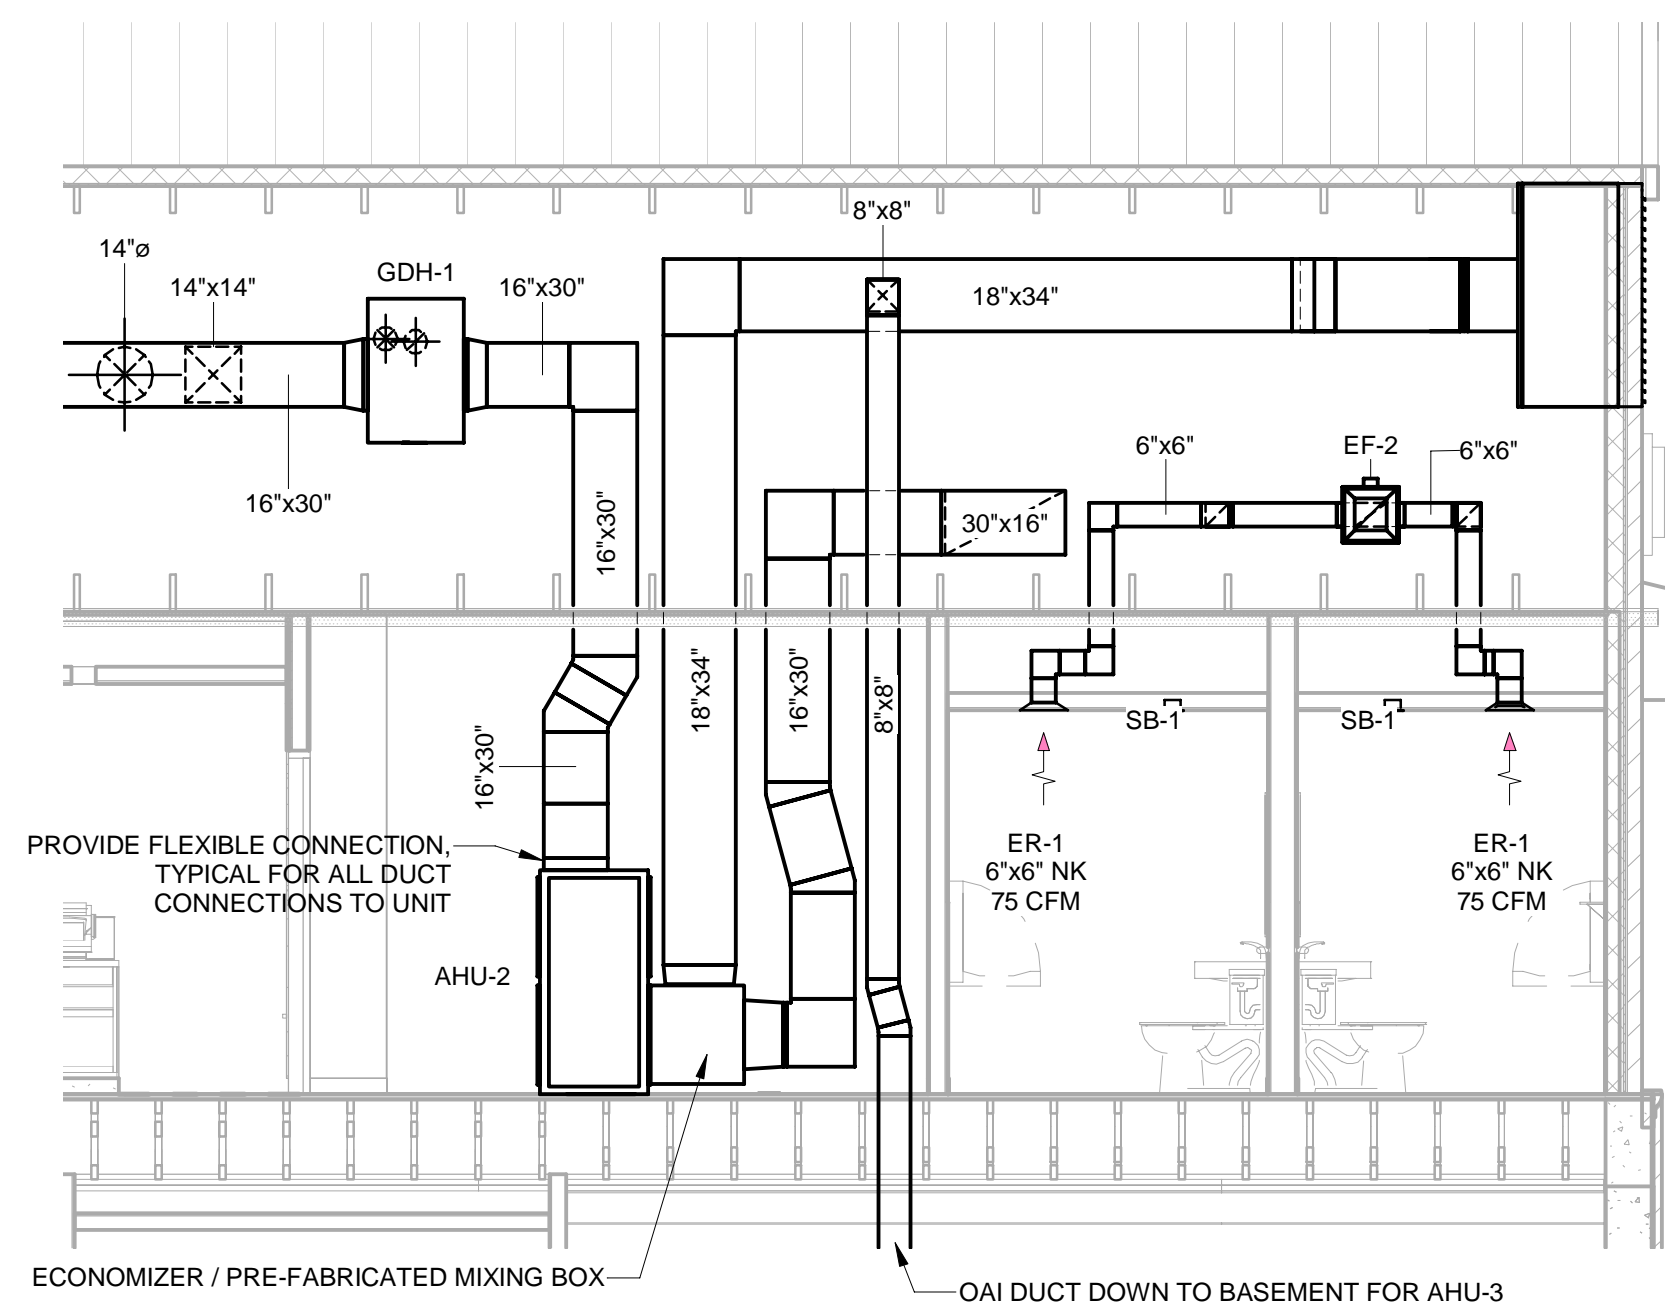 8"x8"
14"ø
GDH-1
14"x14"
16"x30"
18"x34"
16"x30"
6"x6"
EF-2
6"x6"
30"x16"
16"x30"
18"x34"
16"x30"
8"x8"
SB-1
SB-1
16"x30"
PROVIDE FLEXIBLE CONNECTION,
TYPICAL FOR ALL DUCT
CONNECTIONS TO UNIT
ER-1
6"x6" NK
75 CFM
ER-1
6"x6" NK
75 CFM
AHU-2
ECONOMIZER / PRE-FABRICATED MIXING BOX
OAI DUCT DOWN TO BASEMENT FOR AHU-3